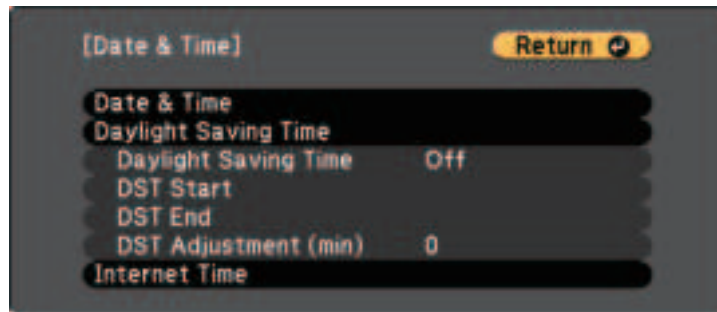 [Date & Time] Return
Date & Time
Daylight Saving Time
Daylight Saving Time Off
DST Start
DST End
DST Adjustment (min) 0
Internet Time